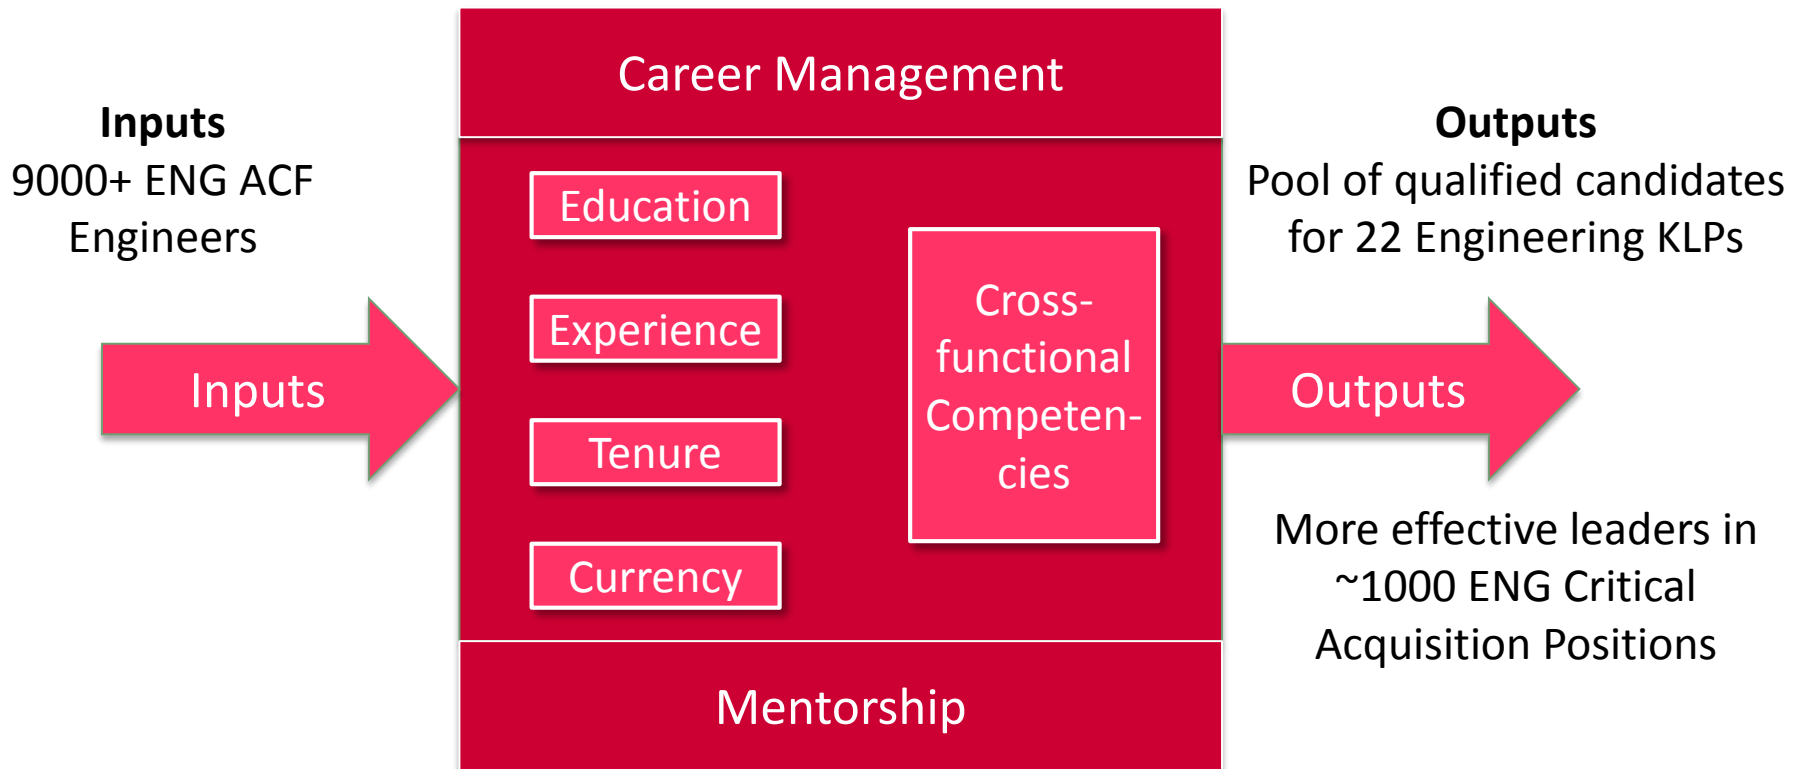 Career Management
Inputs
9000+ ENG ACF
Engineers
Inputs
Education
Experience
Tenure
Currency
Cross-
functional
Competen-
cies
Outputs
Pool of qualified candidates
for 22 Engineering KLPs
Outputs
More effective leaders in
~1000 ENG Critical
Acquisition Positions
Mentorship